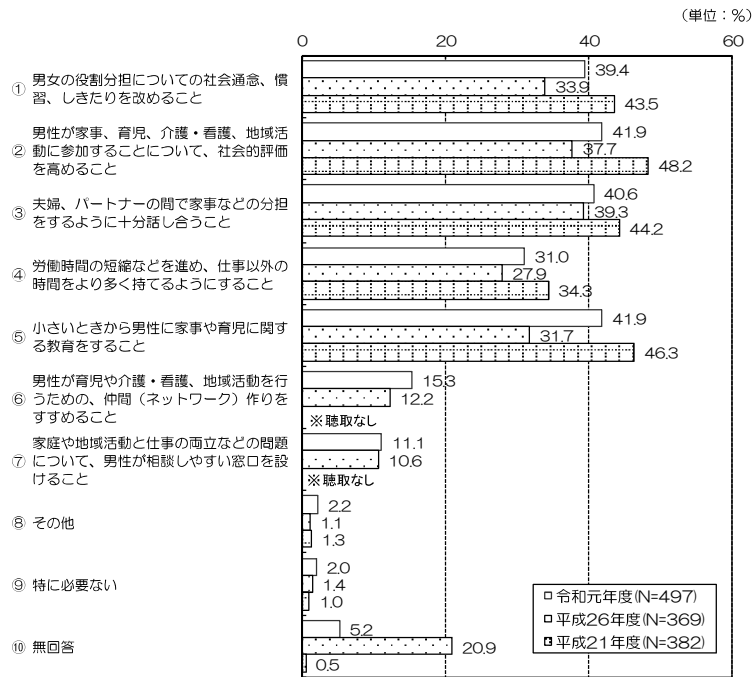 （単位：％）
0 20 40 60
① 男女の役割分担についての社会通念、慣
習、しきたりを改めること
39.4
33.9
43.5
② 男性が家事、育児、介護・看護、地域活
動に参加することについて、社会的評価
を高めること
41.9
37.7
48.2
③ 夫婦、パートナーの間で家事などの分担
をするように十分話し合うこと
40.6
39.3
44.2
④ 労働時間の短縮などを進め、仕事以外の
時間をより多く持てるようにすること
31.0
27.9
34.3
⑤ 小さいときから男性に家事や育児に関す
る教育をすること
41.9
31.7
46.3
⑥ 男性が育児や介護・看護、地域活動を行
うための、仲間（ネットワーク）作りを
すすめること
15.3
12.2
※聴取なし
⑦ 家庭や地域活動と仕事の両立などの問題
について、男性が相談しやすい窓口を設
けること
11.1
10.6
※聴取なし
⑧ その他
2.2
1.1
1.3
⑨ 特に必要ない
2.0
1.4
1.0
⑩ 無回答
5.2
20.9
0.5
令和元年度(N=497)
平成26年度(N=369)
平成21年度(N=382)